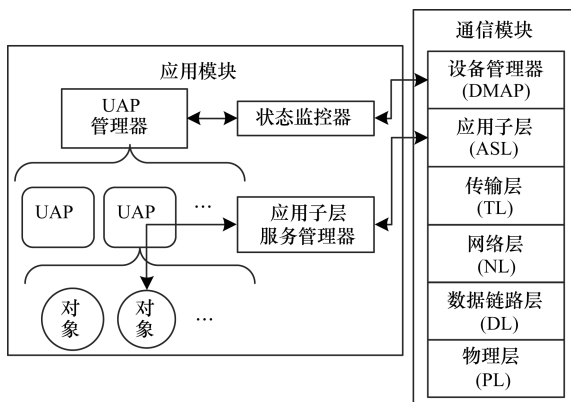 应用模块
UAP
管理器
状态监控器
UAP
UAP
...
应用子层
服务管理器
对
象
对
象
...
通信模块
设备管理器
(DMAP)
应用子层
(ASL)
传输层
(TL)
网络层
(NL)
数据链路层
(DL)
物理层
(PL)